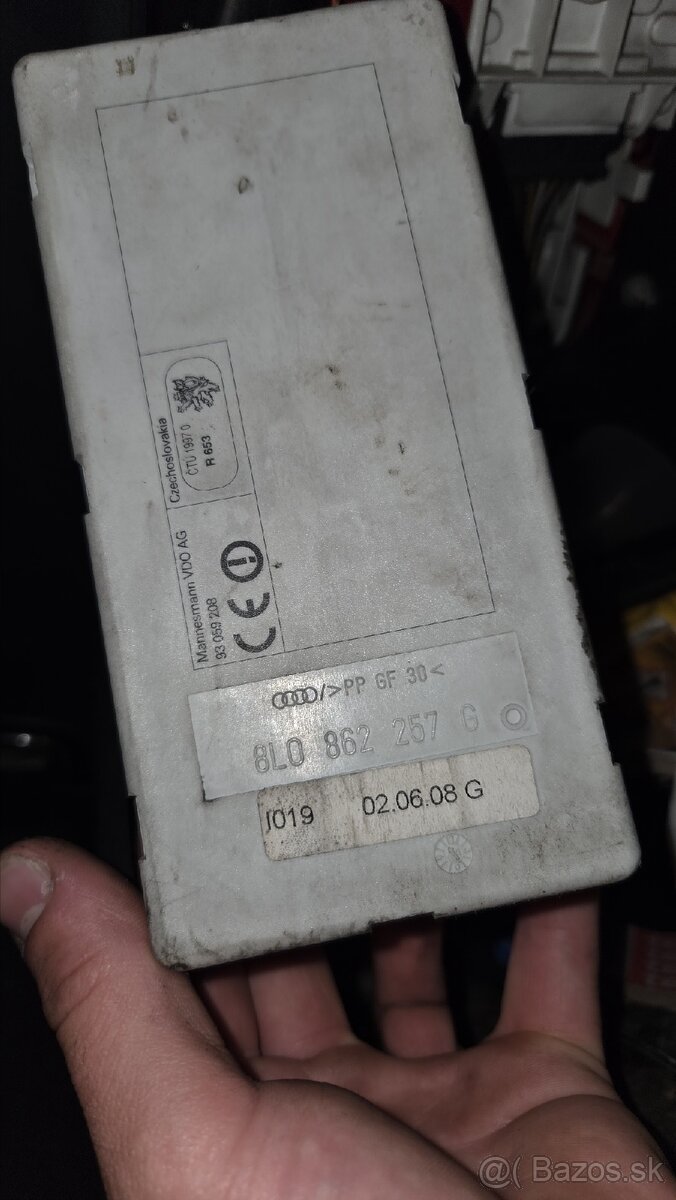 Czechoslovakia
ČTÚ 1997 0
R 653
Mannesmann VDO AG
93 059 208
CE
/>PP GF 30<
8L0 862 257 G
I019 02.06.08 G
@( Bazos.sk